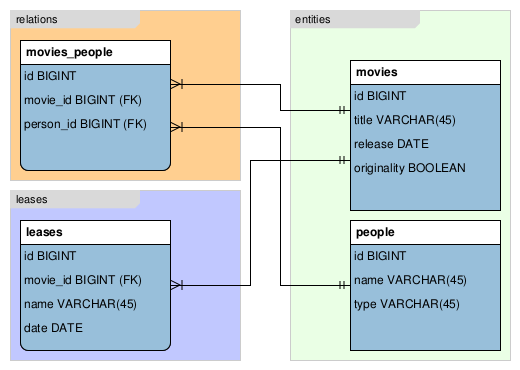 relations
movies_people
id BIGINT
movie_id BIGINT (FK)
person_id BIGINT (FK)
leases
leases
id BIGINT
movie_id BIGINT (FK)
name VARCHAR(45)
date DATE
entities
movies
id BIGINT
title VARCHAR(45)
release DATE
originality BOOLEAN
people
id BIGINT
name VARCHAR(45)
type VARCHAR(45)